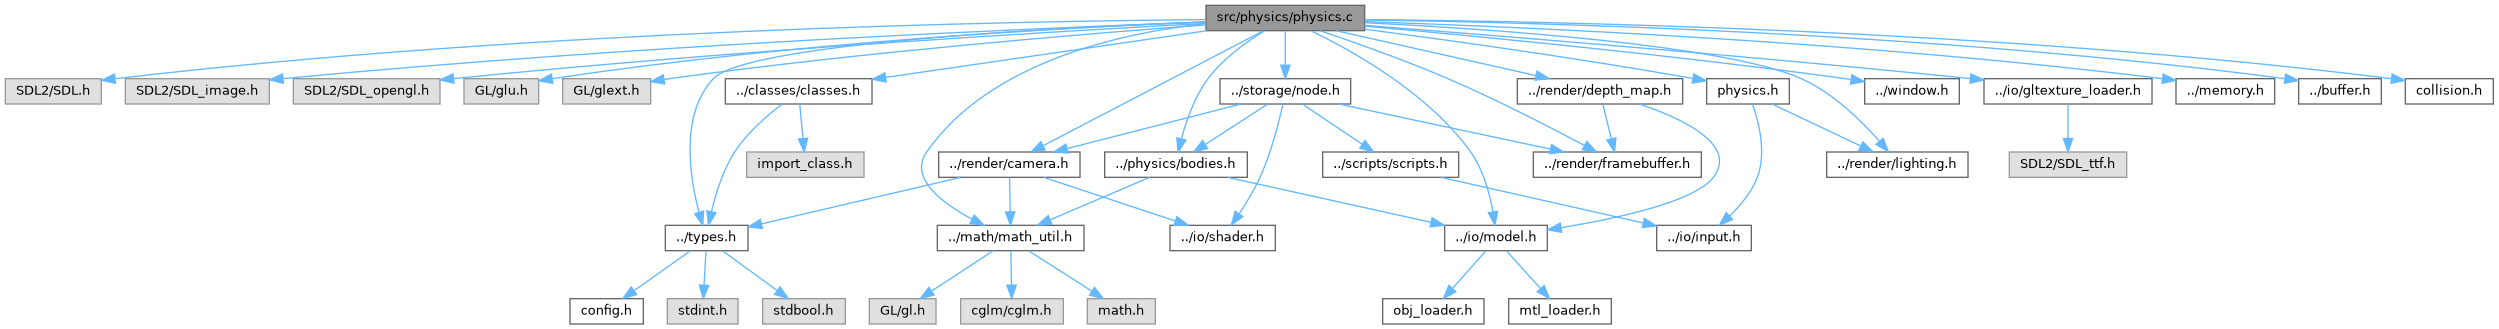 src/physics/physics.c
SDL2/SDL.h
SDL2/SDL_image.h
SDL2/SDL_opengl.h
GL/glu.h
GL/glext.h
../classes/classes.h
../storage/node.h
../render/depth_map.h
physics.h
../window.h
../io/gltexture_loader.h
../memory.h
../buffer.h
collision.h
import_class.h
../render/camera.h
../physics/bodies.h
../scripts/scripts.h
../render/framebuffer.h
../render/lighting.h
SDL2/SDL_ttf.h
../types.h
../math/math_util.h
../io/shader.h
../io/model.h
../io/input.h
config.h
stdint.h
stdbool.h
GL/gl.h
cglm/cglm.h
math.h
obj_loader.h
mtl_loader.h